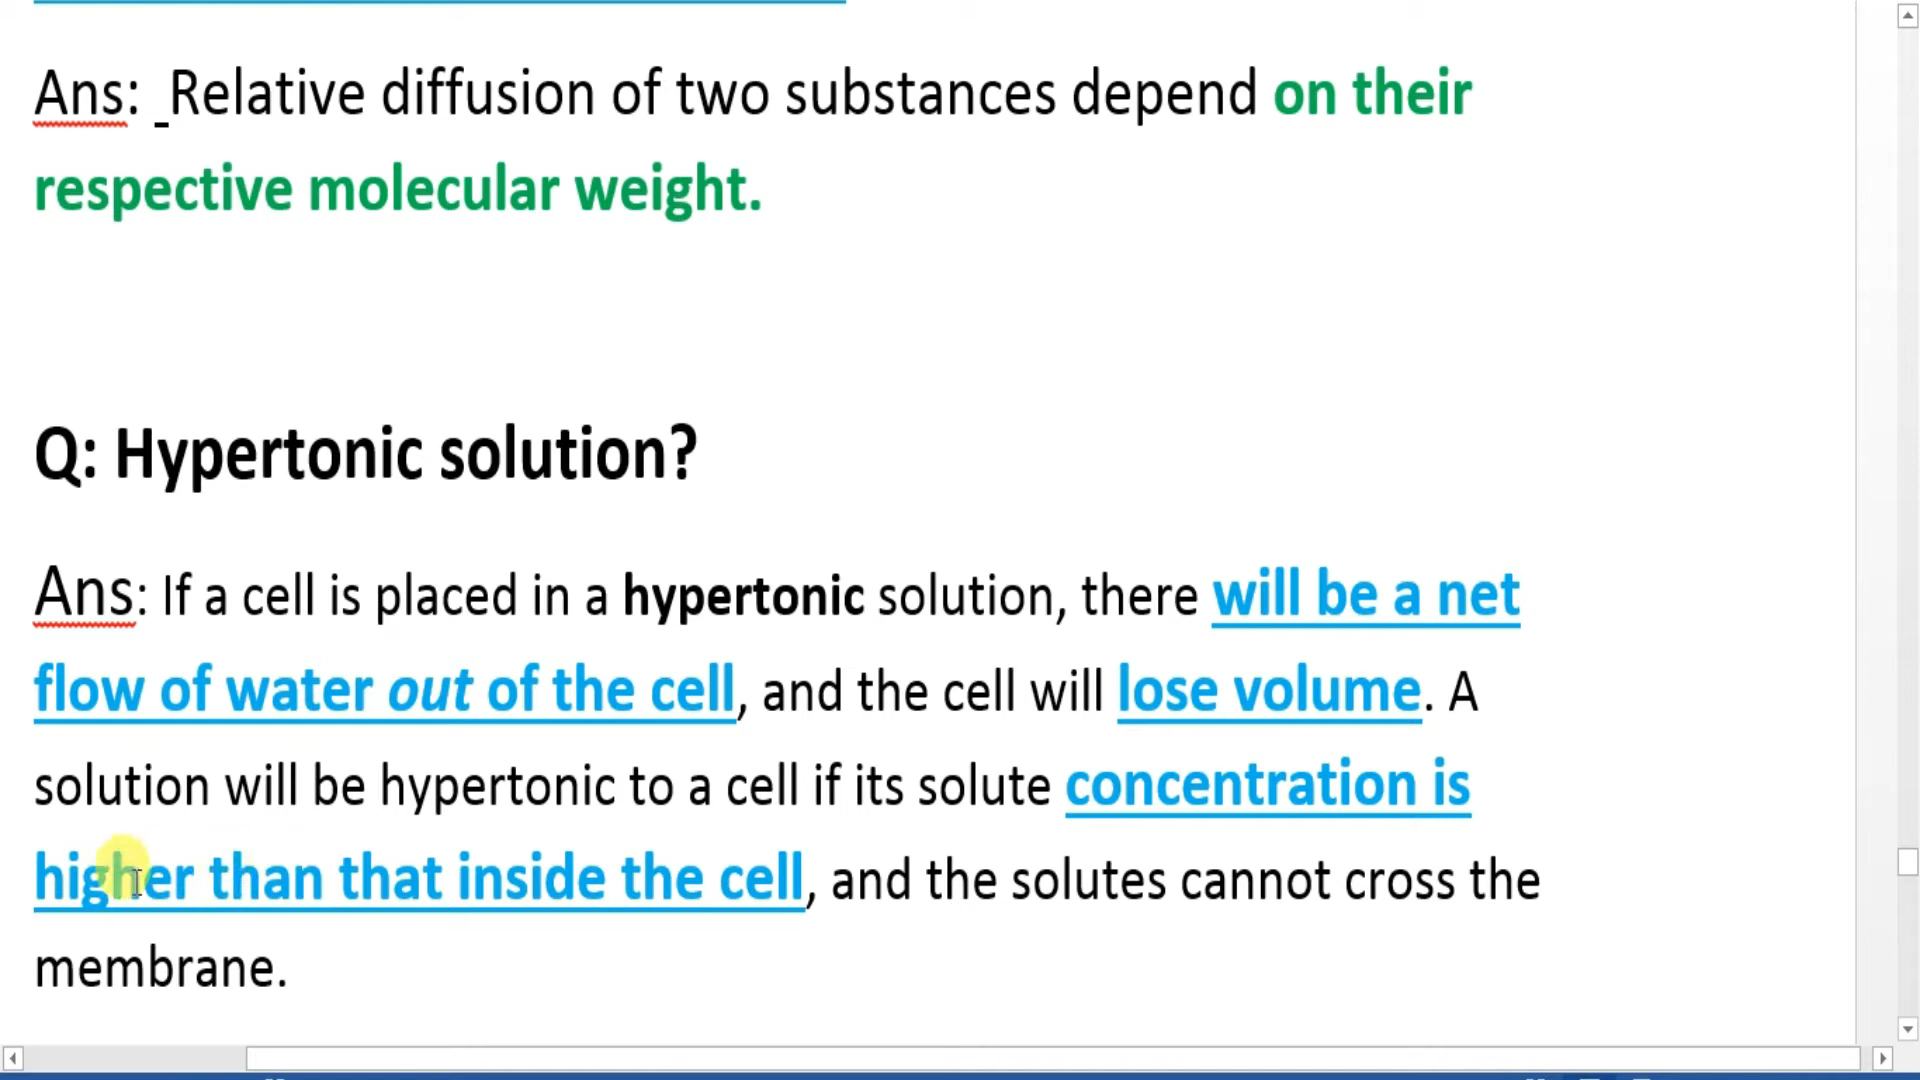 Ans: Relative diffusion of two substances depend on their
respective molecular weight.
Q: Hypertonic solution?
Ans: If a cell is placed in a hypertonic solution, there will be a net
flow of water out of the cell, and the cell will lose volume. A
solution will be hypertonic to a cell if its solute concentration is
higher than that inside the cell, and the solutes cannot cross the
membrane.